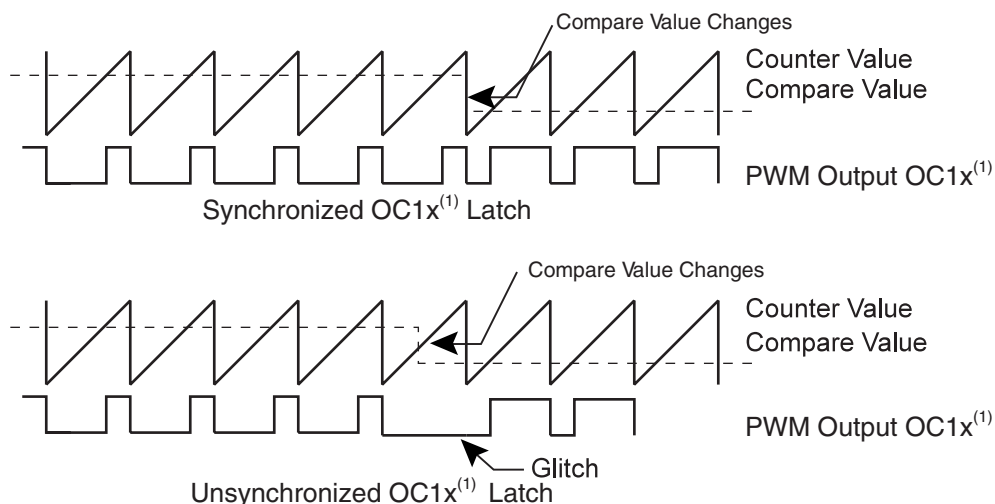 Compare Value Changes
Counter Value
Compare Value
PWM Output OC1x(1)
Synchronized OC1x(1) Latch
Compare Value Changes
Counter Value
Compare Value
PWM Output OC1x(1)
Glitch
Unsynchronized OC1x(1) Latch